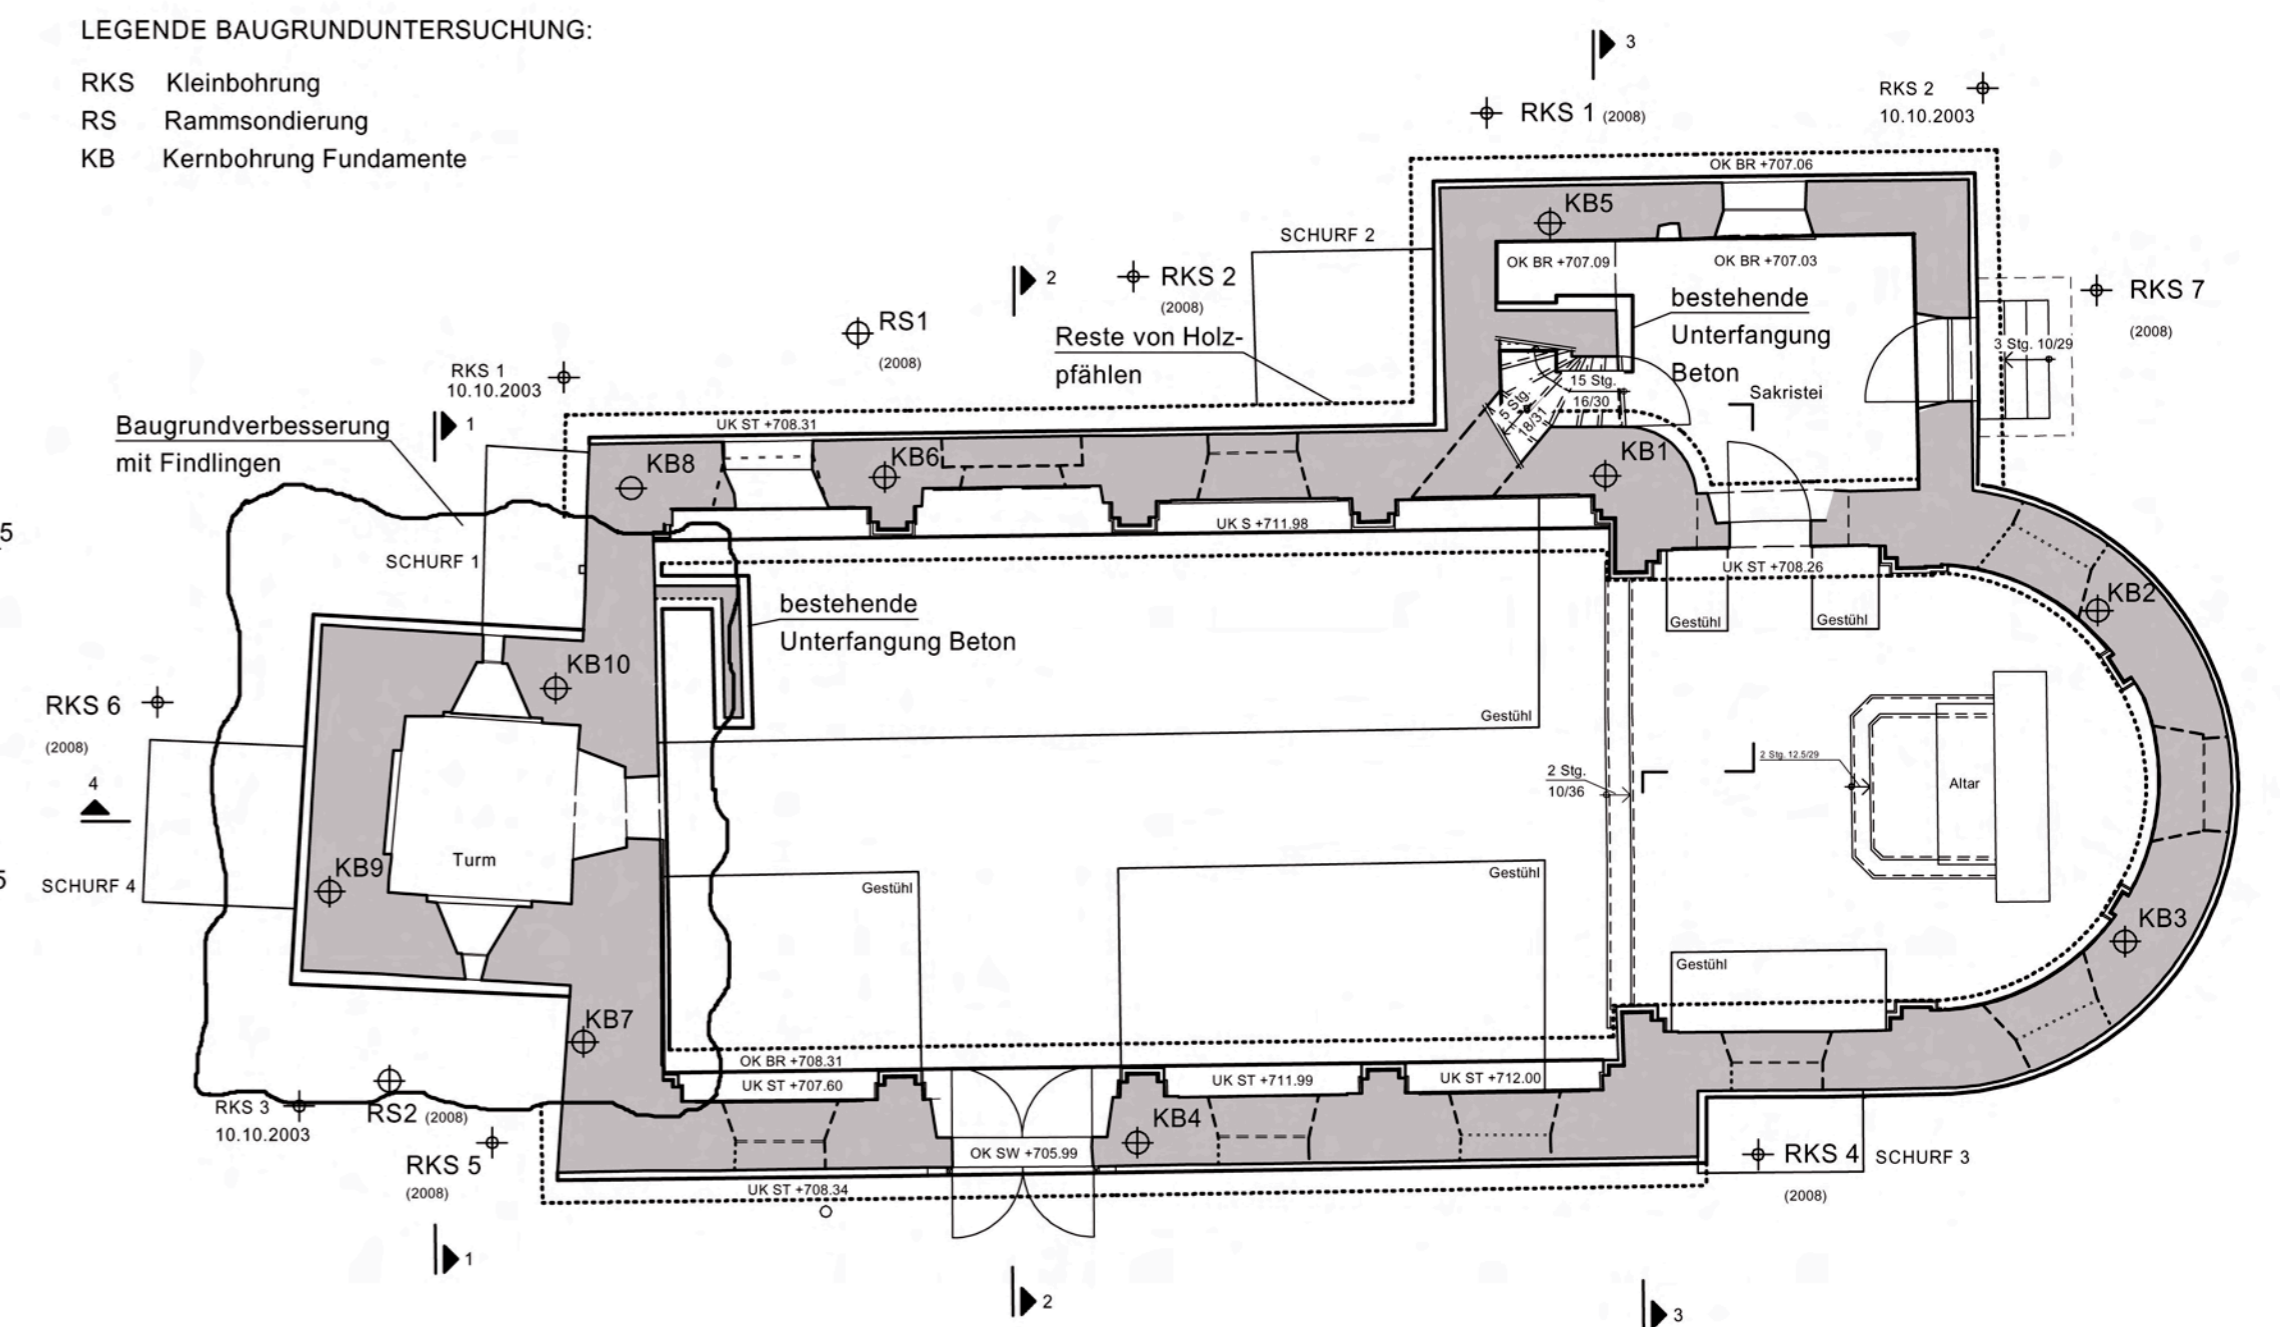 LEGENDE BAUGRUNDUNTERSUCHUNG:
RKS Kleinbohrung
RS Rammsondierung
KB Kernbohrung Fundamente
3
RKS 1 (2008)
RKS 2
10.10.2003
OK BR +707.06
KB5
SCHURF 2
OK BR +707.09
OK BR +707.03
2
RKS 2
(2008)
bestehende
Unterfangung
Beton
RKS 7
(2008)
RS1
(2008)
Reste von Holz-
pfählen
3 Stg. 10/29
RKS 1
10.10.2003
15 Stg.
16/30
5 Stg.
18/31
Sakristei
Baugrundverbesserung
mit Findlingen
1
UK ST +708.31
KB8
KB6
KB1
5
UK S +711.98
SCHURF 1
UK ST +708.26
KB2
bestehende
Unterfangung Beton
Gestühl
Gestühl
KB10
RKS 6
(2008)
Gestühl
2 Stg. 12.5/29
4
2 Stg.
10/36
Altar
Turm
KB9
5
SCHURF 4
Gestühl
Gestühl
KB3
Gestühl
KB7
OK BR +708.31
UK ST +707.60
UK ST +711.99
UK ST +712.00
RKS 3
10.10.2003
RS2 (2008)
KB4
RKS 5
(2008)
OK SW +705.99
RKS 4
(2008)
SCHURF 3
UK ST +708.34
1
2
3